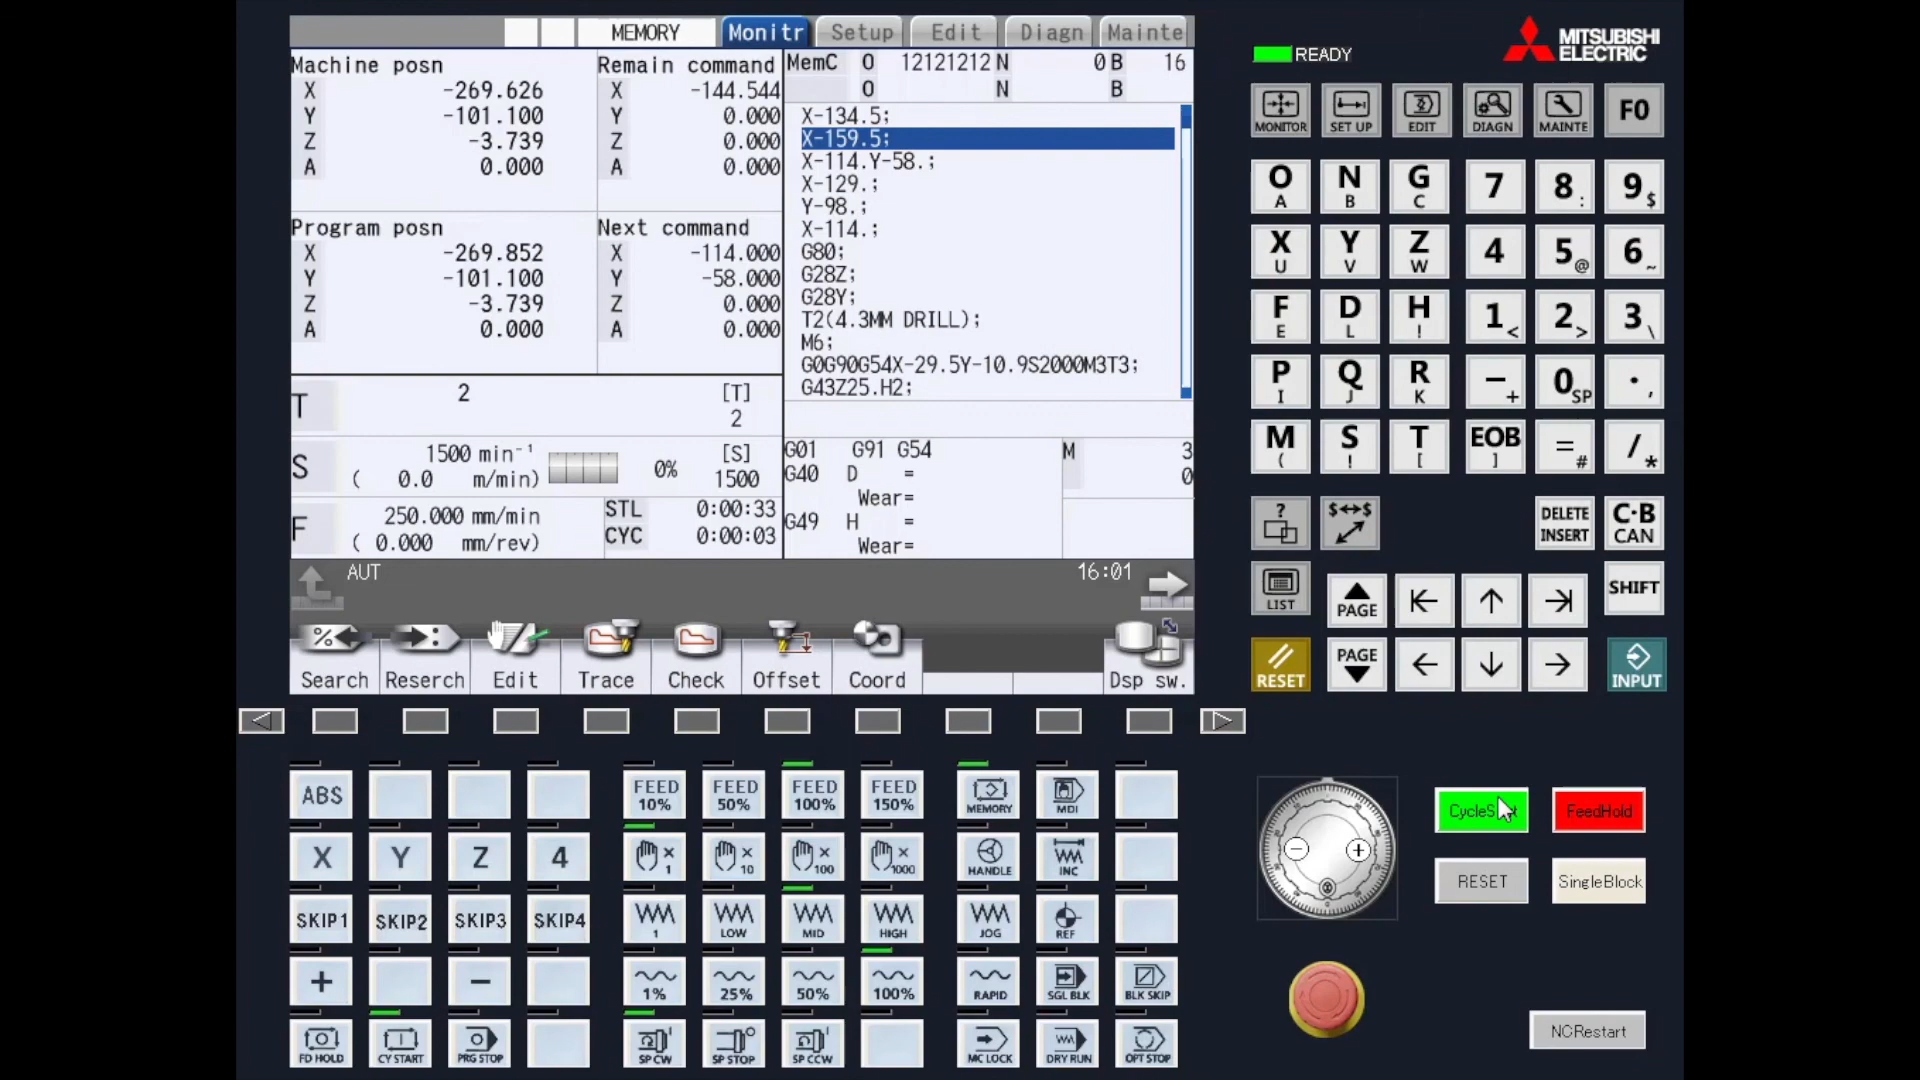 MEMORY Monitr Setup Edit Diagn Mainte
Machine posn
X -269.626
Y -101.100
Z -3.739
A 0.000
Remain command
X -144.544
Y 0.000
Z 0.000
A 0.000
Program posn
X -269.852
Y -101.100
Z -3.739
A 0.000
Next command
X -114.000
Y -58.000
Z 0.000
A 0.000
T 2 [T]
2
S 1500 min⁻¹ 0% [S]
( 0.0 m/min) 1500
F 250.000 mm/min
( 0.000 mm/rev)
STL 0:00:33
CYC 0:00:03
MemC O 12121212 N 0 B 16
O N B
X-134.5;
X-159.5;
X-114.Y-58.;
X-129.;
Y-98.;
X-114.;
G80;
G28Z;
G28Y;
T2(4.3MM DRILL);
M6;
G0G90G54X-29.5Y-10.9S2000M3T3;
G43Z25.H2;
G01 G91 G54
G40 D =
Wear=
G49 H =
Wear=
M 3
0
AUT 16:01
Search Reserch Edit Trace Check Offset Coord Dsp sw.
READY
MITSUBISHI
ELECTRIC
MONITOR SET UP EDIT DIAGN MAINTE F0
O A N B G C 7 8 : 9 $
X U Y V Z W 4 5 @ 6 ~
F E D L H ! 1 < 2 > 3 \
P I Q J R K - + 0 SP . ,
M ( S ! T [ EOB ] = # / *
? $↔$ DELETE INSERT C·B CAN
LIST PAGE SHIFT
RESET PAGE INPUT
ABS FEED 10% FEED 50% FEED 100% FEED 150% MEMORY MDI
X Y Z 4 ×1 ×10 ×100 ×1000 HANDLE INC
SKIP1 SKIP2 SKIP3 SKIP4 1 LOW MID HIGH JOG REF
+ - 1% 25% 50% 100% RAPID SGL BLK BLK SKIP
FD HOLD CY START PRG STOP SP CW SP STOP SP CCW MC LOCK DRY RUN OPT STOP
FeedHold
RESET SingleBlock
NCRestart